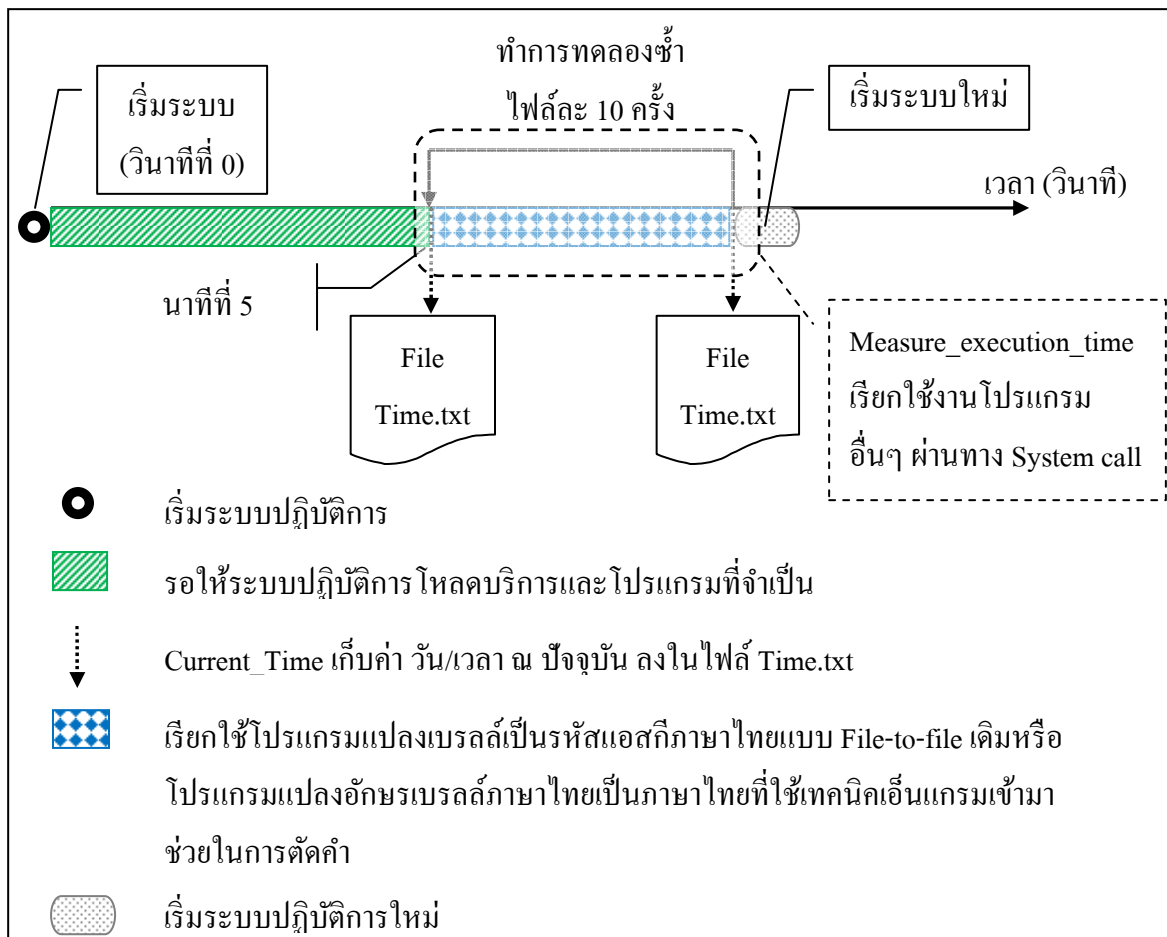 ทำการทดลองซ้ำ
ไฟล์ละ 10 ครั้ง
เริ่มระบบ
(วินาทีที่ 0)
เริ่มระบบใหม่
เวลา (วินาที)
นาทีที่ 5
File
Time.txt
File
Time.txt
Measure_execution_time
เรียกใช้งานโปรแกรม
อื่นๆ ผ่านทาง System call
เริ่มระบบปฏิบัติการ
รอให้ระบบปฏิบัติการโหลดบริการและโปรแกรมที่จำเป็น
Current_Time เก็บค่า วัน/เวลา ณ ปัจจุบัน ลงในไฟล์ Time.txt
เรียกใช้โปรแกรมแปลงเบรลล์เป็นรหัสแอสกีภาษาไทยแบบ File-to-file เดิมหรือ
โปรแกรมแปลงอักษรเบรลล์ภาษาไทยเป็นภาษาไทยที่ใช้เทคนิคเอ็นแกรมเข้ามา
ช่วยในการตัดคำ
เริ่มระบบปฏิบัติการใหม่